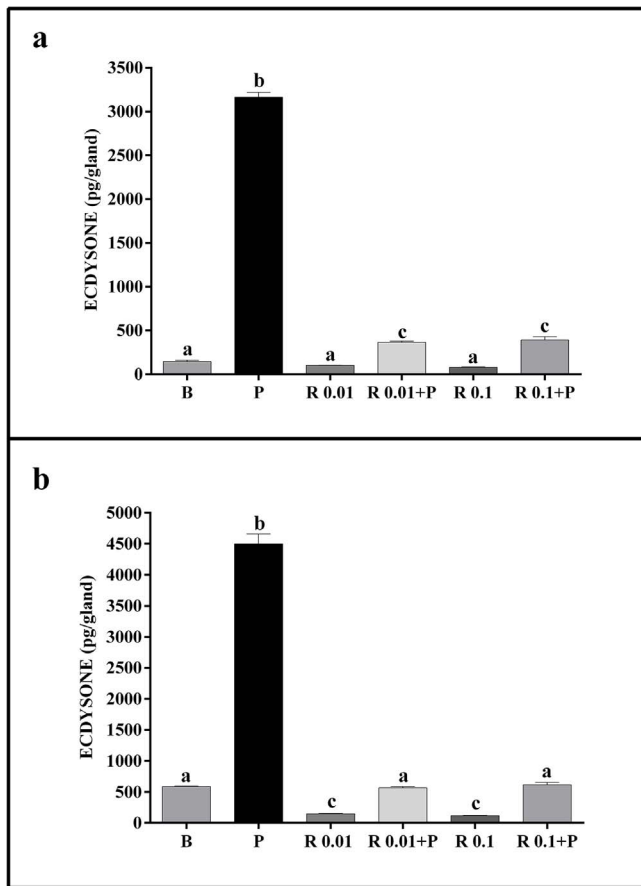 a
ECDYSONE (pg/gland)
3500
b
3000
2500
2000
1500
1000
500
a a c a c
0
B P R 0.01 R 0.01+P R 0.1 R 0.1+P
b
ECDYSONE (pg/gland)
5000
b
4500
4000
3500
3000
2500
2000
1500
1000
500
a c a c a
0
B P R 0.01 R 0.01+P R 0.1 R 0.1+P